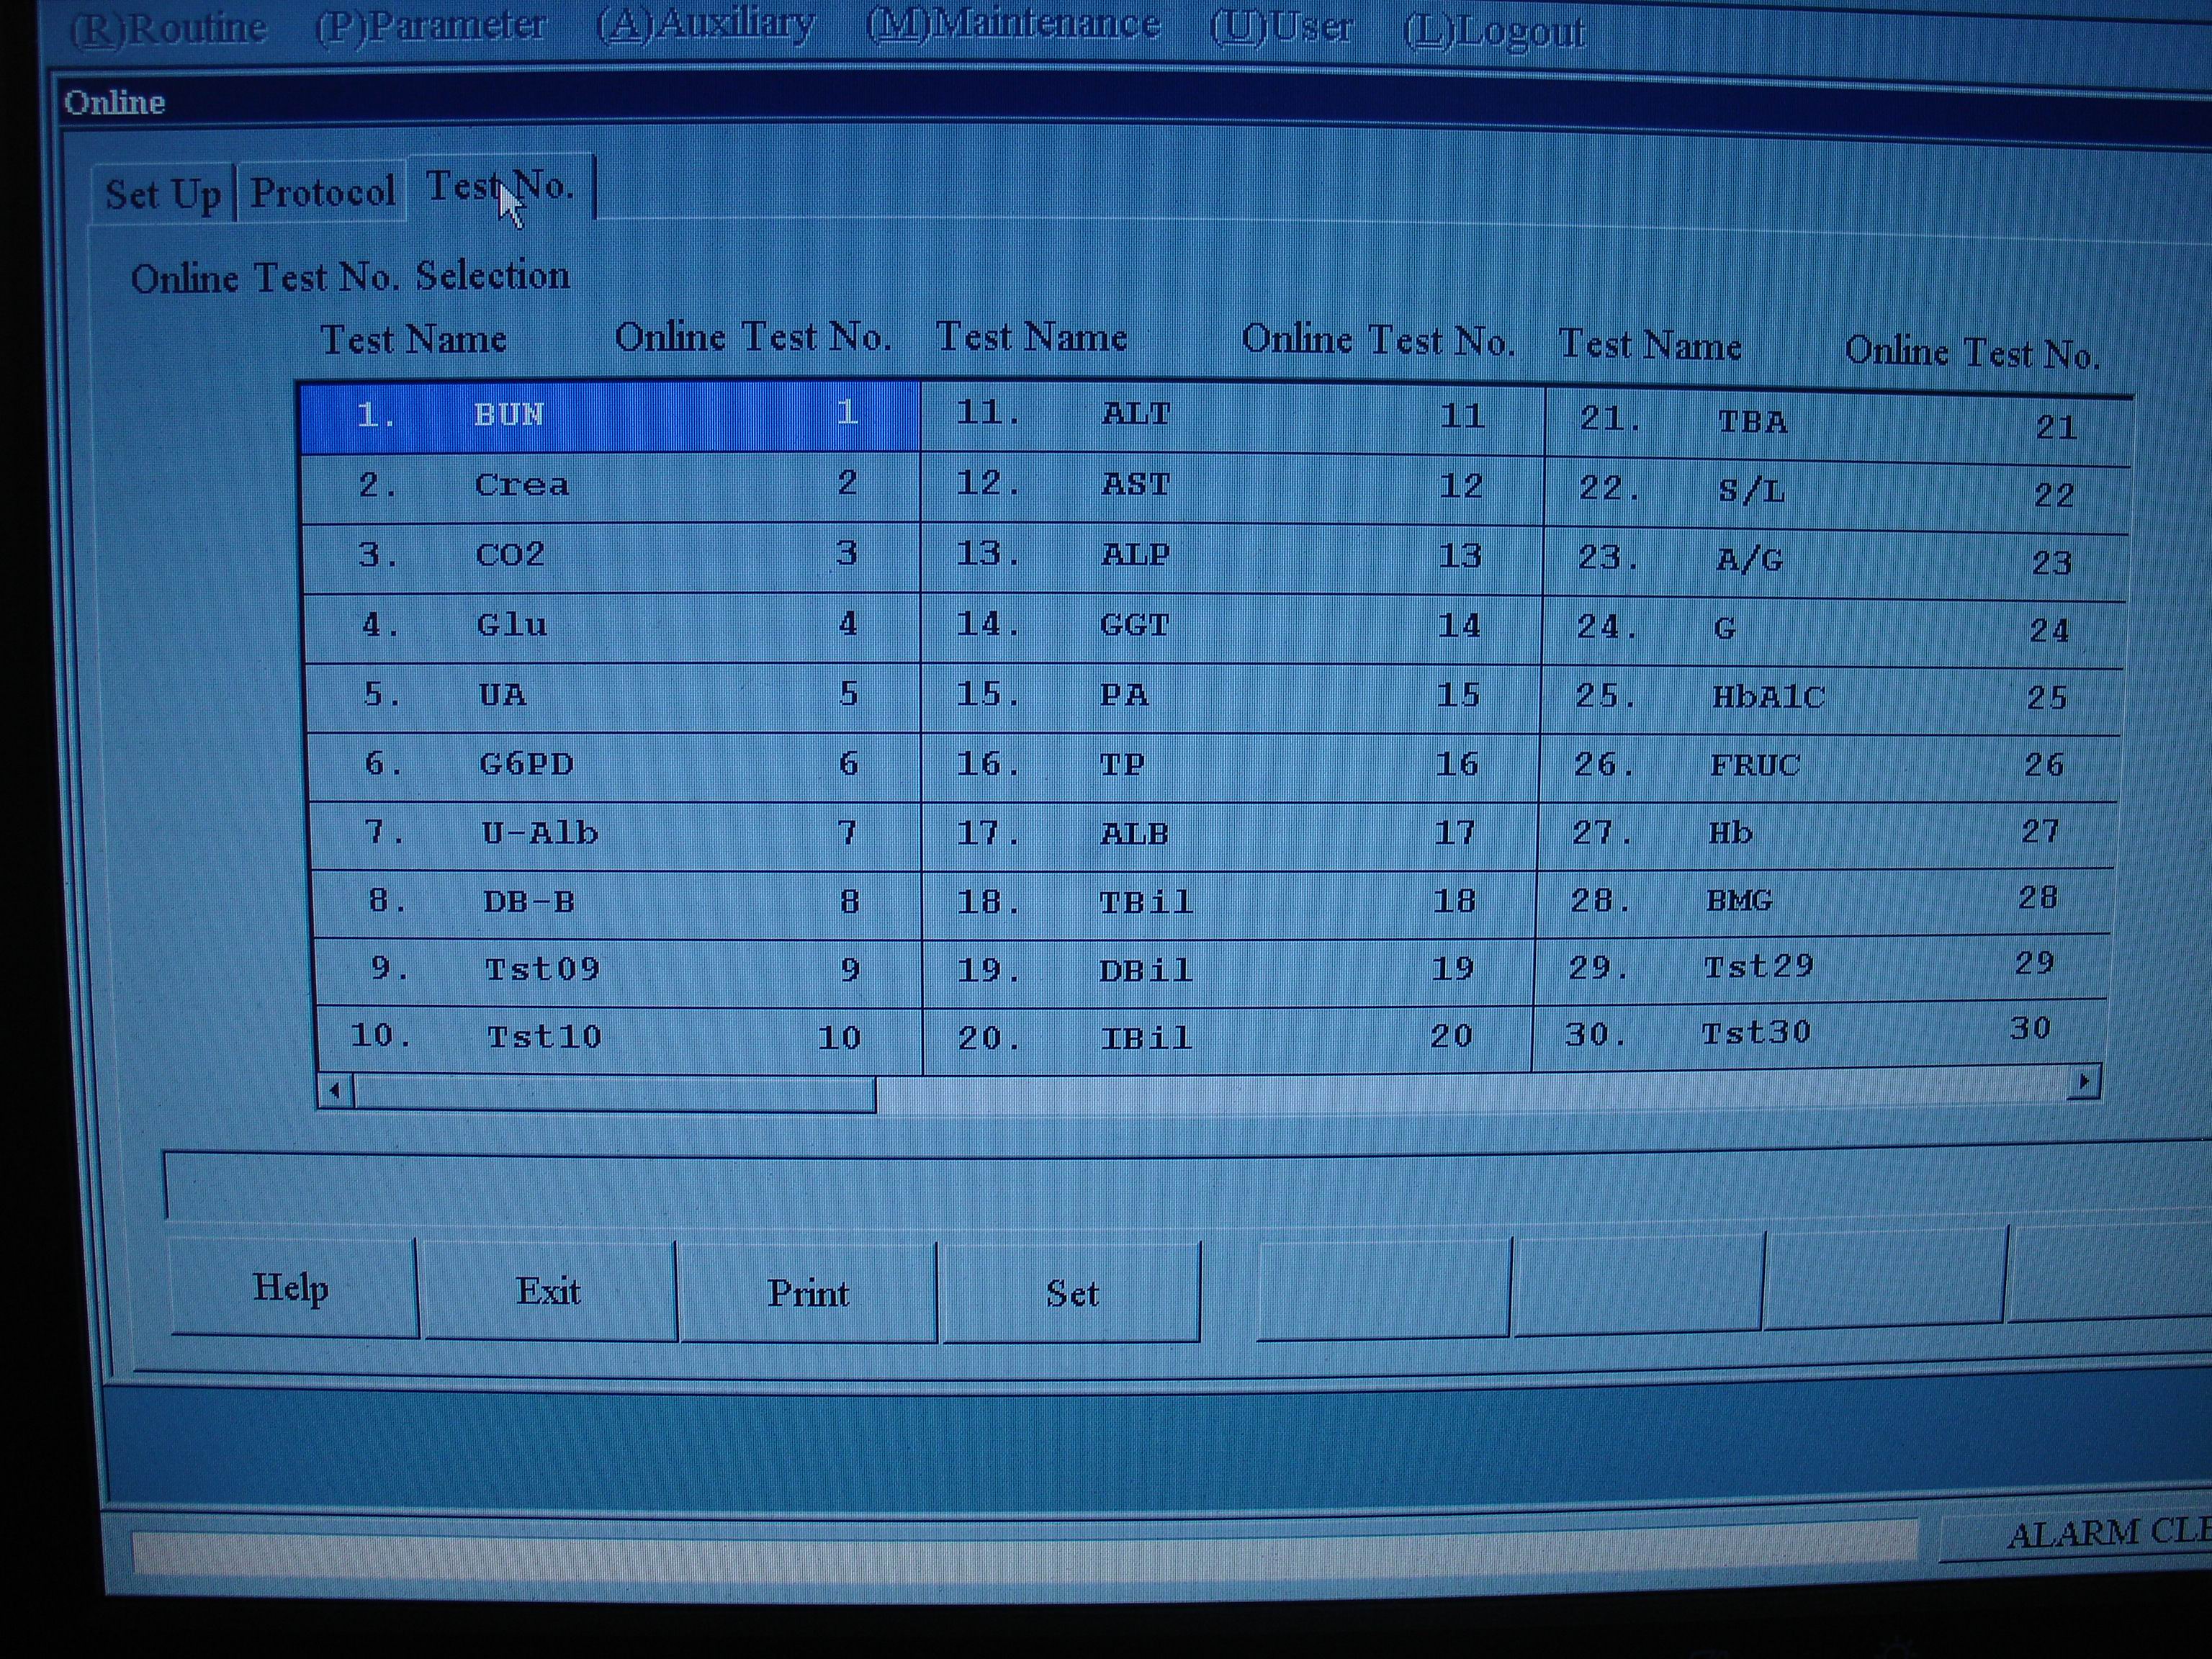 (R)Routine (P)Parameter (A)Auxiliary (M)Maintenance (U)User (L)Logout
Online
Set Up Protocol Test No.
Online Test No. Selection
Test Name Online Test No. Test Name Online Test No. Test Name Online Test No.
1. BUN 1 11. ALT 11 21. TBA 21
2. Crea 2 12. AST 12 22. S/L 22
3. CO2 3 13. ALP 13 23. A/G 23
4. Glu 4 14. GGT 14 24. G 24
5. UA 5 15. PA 15 25. HbA1C 25
6. G6PD 6 16. TP 16 26. FRUC 26
7. U-Alb 7 17. ALB 17 27. Hb 27
8. DB-B 8 18. TBil 18 28. BMG 28
9. Tst09 9 19. DBil 19 29. Tst29 29
10. Tst10 10 20. IBil 20 30. Tst30 30
Help Exit Print Set
ALARM CLE